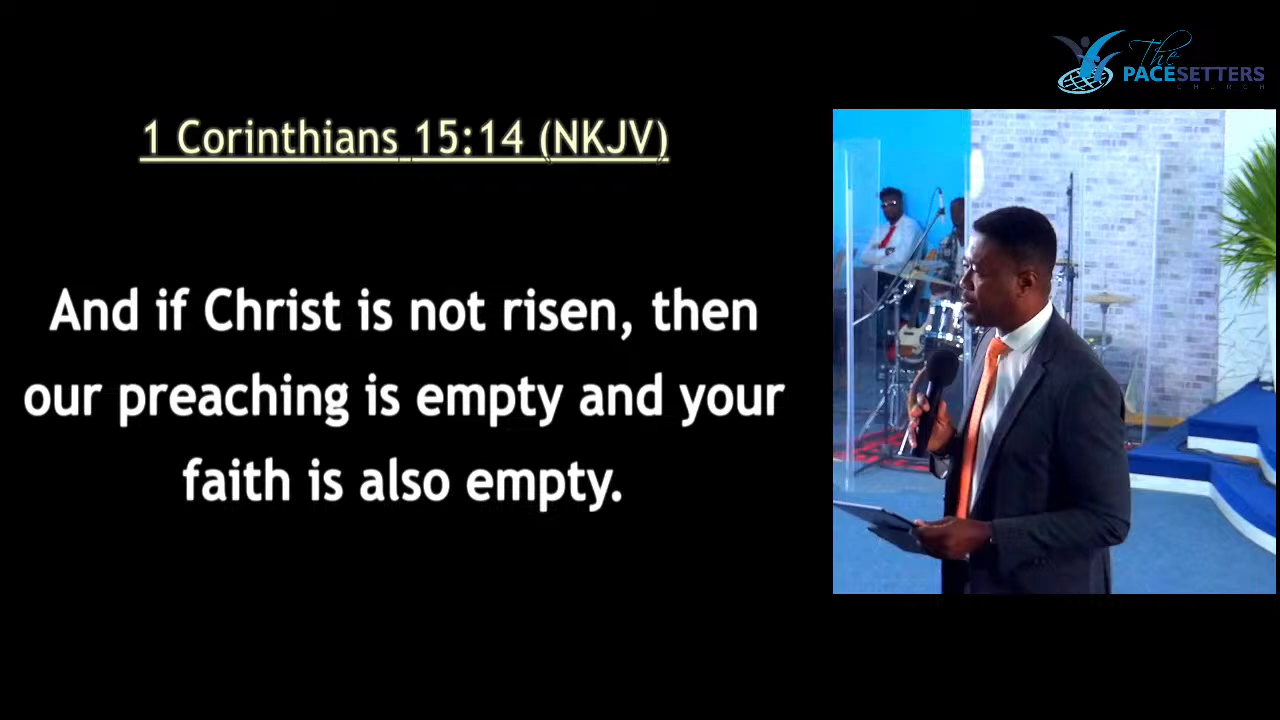 The
PACESETTERS
CHURCH
1 Corinthians 15:14 (NKJV)
And if Christ is not risen, then
our preaching is empty and your
faith is also empty.